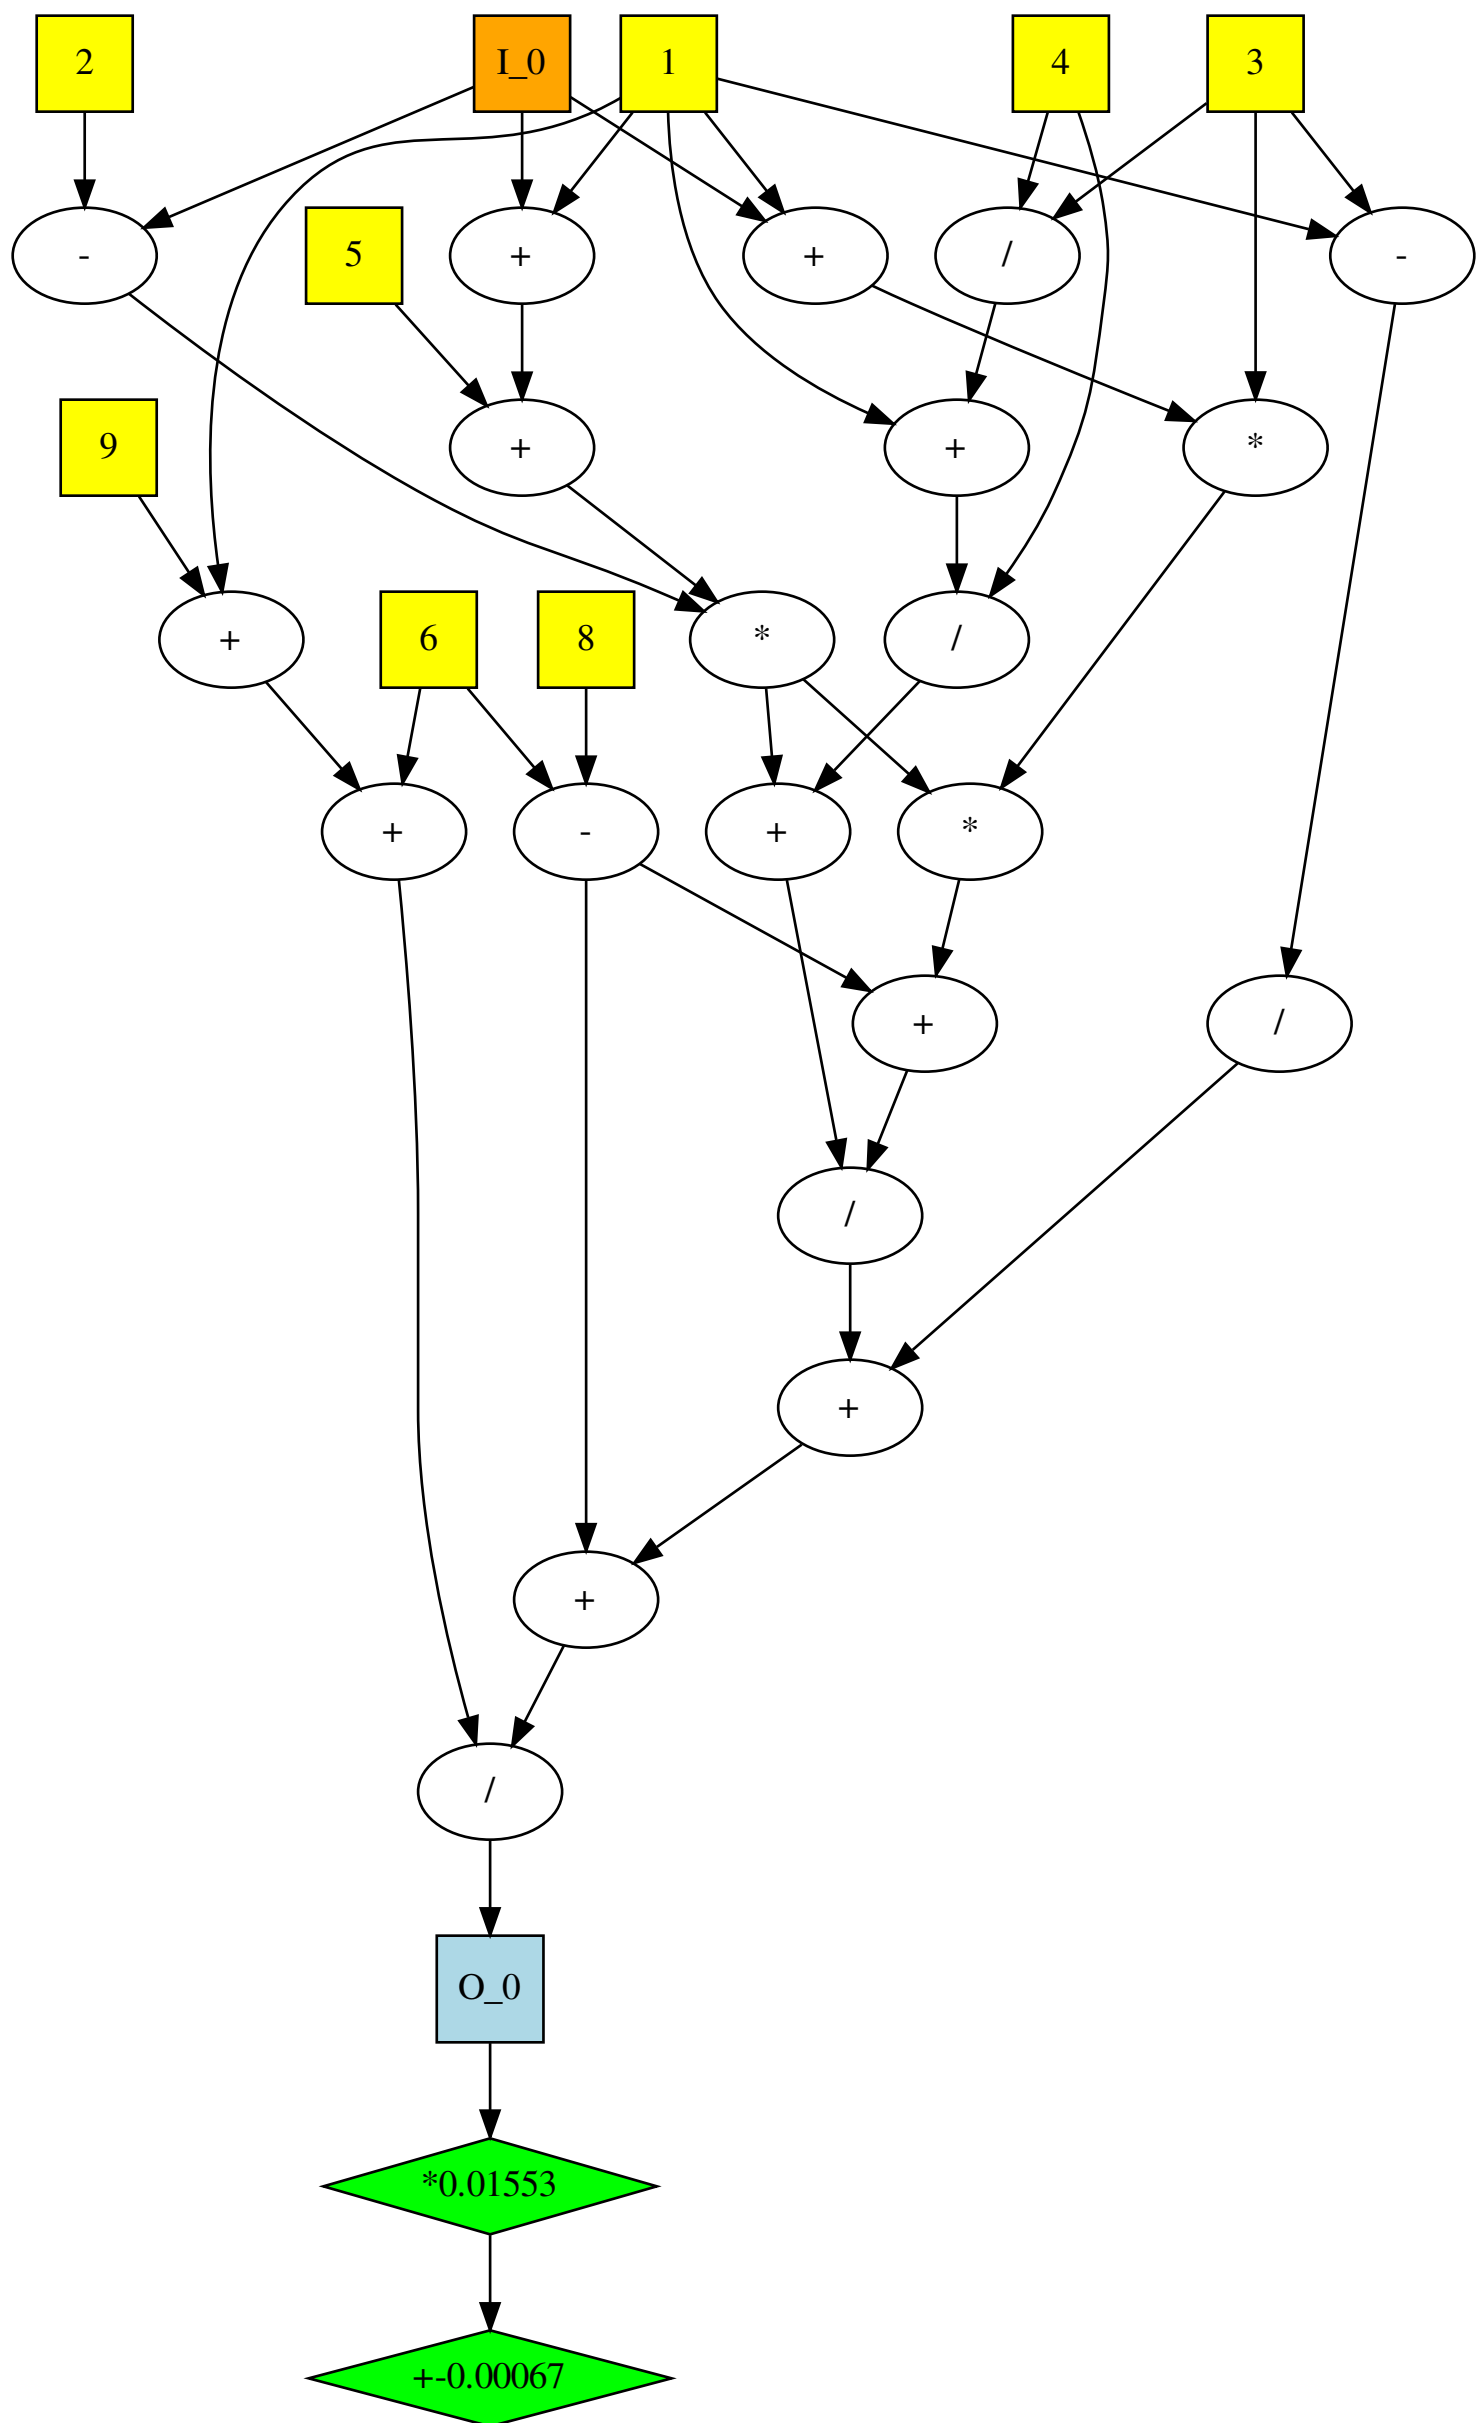 2 I_0 1 4 3
- 5 + + / -
9 + + *
+ 6 8 * /
+ - + *
+ /
/
+
+
/
O_0
*0.01553
+-0.00067